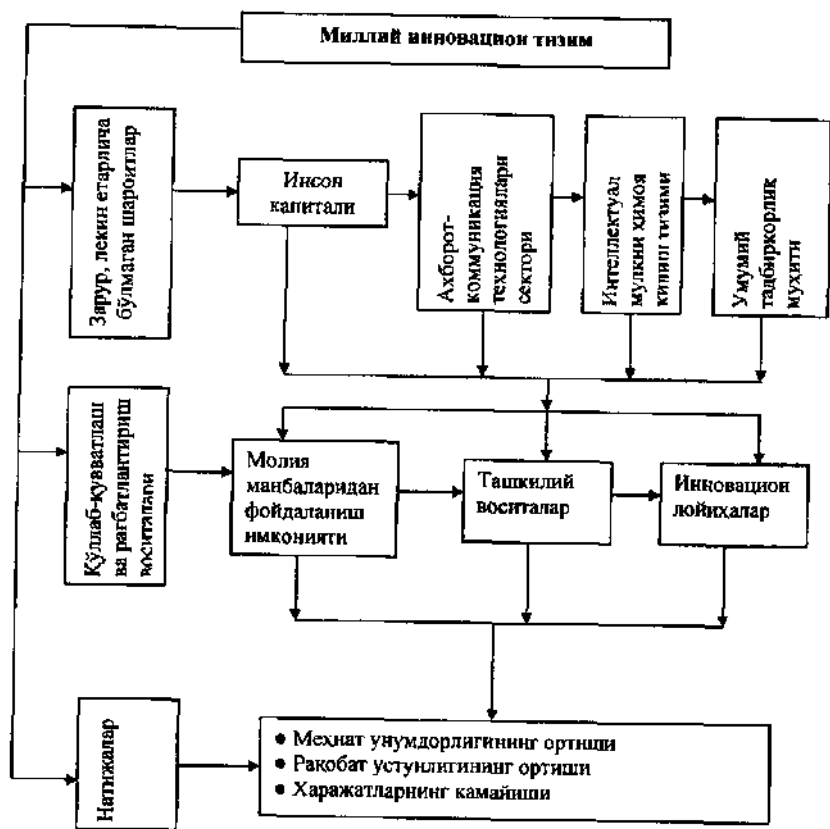 Миллий инновацион тизим
Зарур, лекин етарлича
бўлмаган шарбитлар
Инсон
капитали
Ахборот-
коммуникация
технологиялари
сектори
Интеллектуал
мулкни ҳимоя
килинг тизими
Умумий
тадбиркорлик
муҳити
Қўллаб-қувватлаш
ва рағбатлантириш
воситалари
Молия
манбаларидан
фойдаланиш
имконияти
Ташкилий
воситалар
Инновацион
лойиҳалар
Натижалар
● Меҳнат унумдорлигининг ортиши
● Рақобат устунлигининг ортиши
● Харажатларнинг камайиши